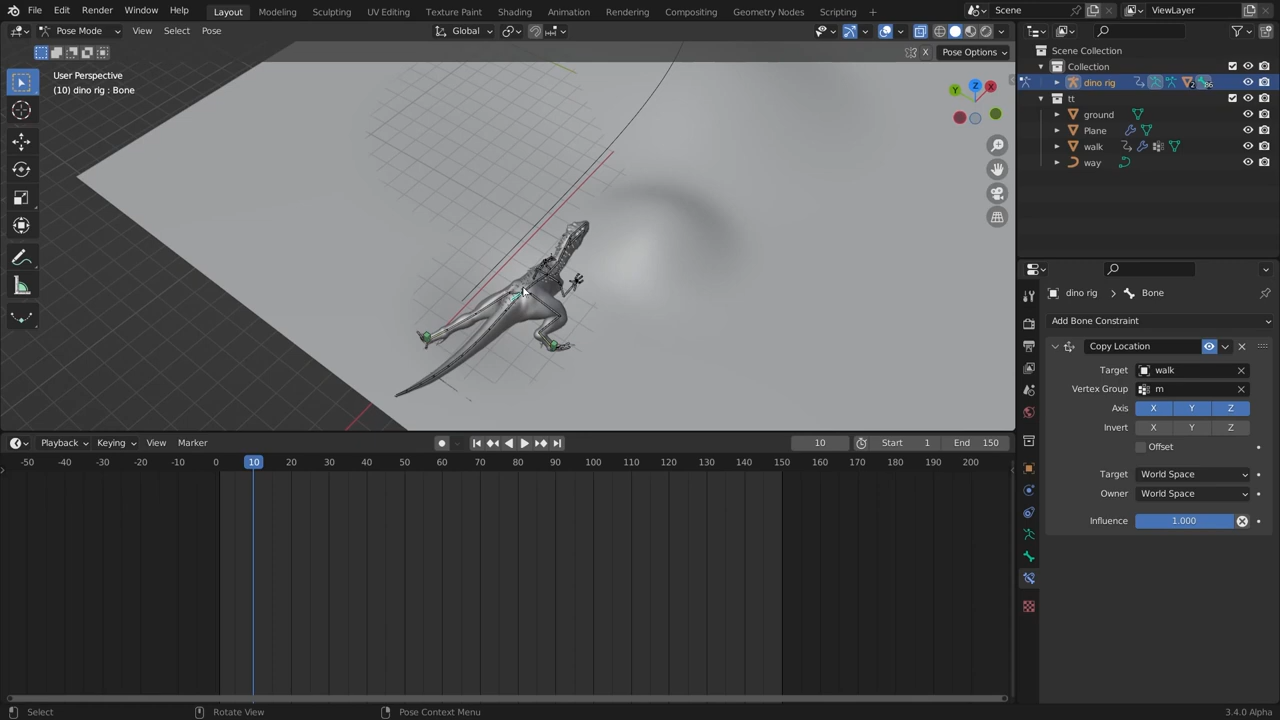 File Edit Render Window Help Layout Modeling Sculpting UV Editing Texture Paint Shading Animation Rendering Compositing Geometry Nodes Scripting Scene ViewLayer
Pose Mode View Select Pose Global
X Pose Options
User Perspective
(10) dino rig : Bone
Z X Y
Scene Collection
Collection
dino rig 2 86
tt
ground
Plane
walk
way
dino rig Bone
Add Bone Constraint
Copy Location
Target walk
Vertex Group m
Axis X Y Z
Invert X Y Z
Offset
Target World Space
Owner World Space
Influence 1.000
Playback Keying View Marker 10 Start 1 End 150
-50 -40 -30 -20 -10 0 10 20 30 40 50 60 70 80 90 100 110 120 130 140 150 160 170 180 190 200
Select Rotate View Pose Context Menu 3.4.0 Alpha